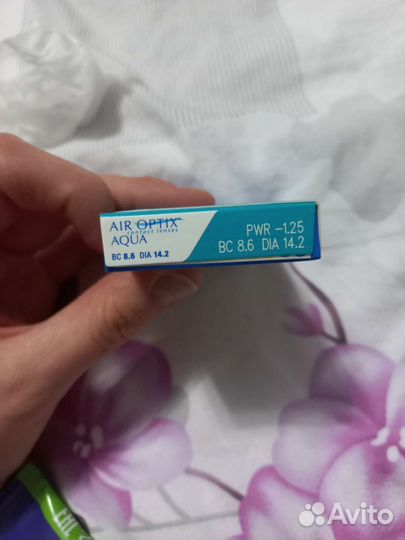 AIR OPTIX
contact lenses
AQUA
BC 8.6 DIA 14.2
PWR -1.25
BC 8.6 DIA 14.2
Avito